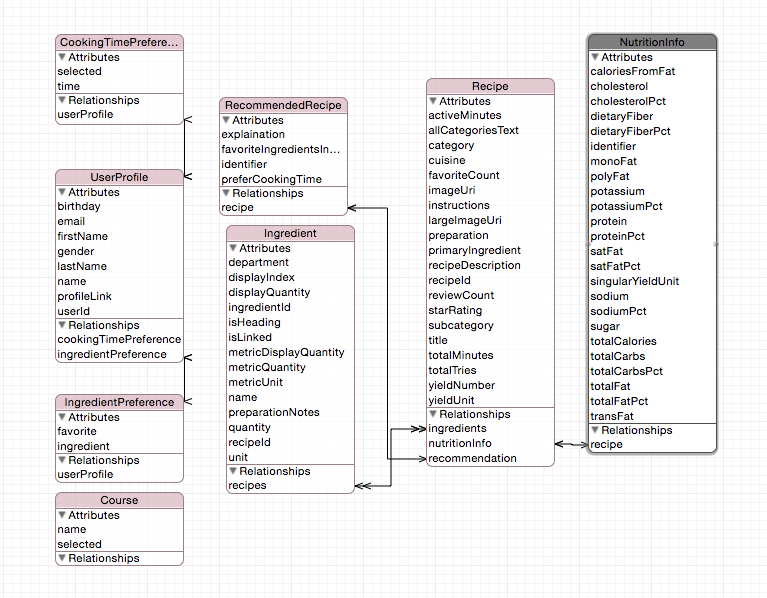 CookingTimePrefere...
Attributes
selected
time
Relationships
userProfile
UserProfile
Attributes
birthday
email
firstName
gender
lastName
name
profileLink
userId
Relationships
cookingTimePreference
ingredientPreference
IngredientPreference
Attributes
favorite
ingredient
Relationships
userProfile
Course
Attributes
name
selected
Relationships
RecommendedRecipe
Attributes
explaination
favoriteIngredientsIn...
identifier
preferCookingTime
Relationships
recipe
Ingredient
Attributes
department
displayIndex
displayQuantity
ingredientId
isHeading
isLinked
metricDisplayQuantity
metricQuantity
metricUnit
name
preparationNotes
quantity
recipeId
unit
Relationships
recipes
Recipe
Attributes
activeMinutes
allCategoriesText
category
cuisine
favoriteCount
imageUri
instructions
largeImageUri
preparation
primaryIngredient
recipeDescription
recipeId
reviewCount
starRating
subcategory
title
totalMinutes
totalTries
yieldNumber
yieldUnit
Relationships
ingredients
nutritionInfo
recommendation
NutritionInfo
Attributes
caloriesFromFat
cholesterol
cholesterolPct
dietaryFiber
dietaryFiberPct
identifier
monoFat
polyFat
potassium
potassiumPct
protein
proteinPct
satFat
satFatPct
singularYieldUnit
sodium
sodiumPct
sugar
totalCalories
totalCarbs
totalCarbsPct
totalFat
totalFatPct
transFat
Relationships
recipe